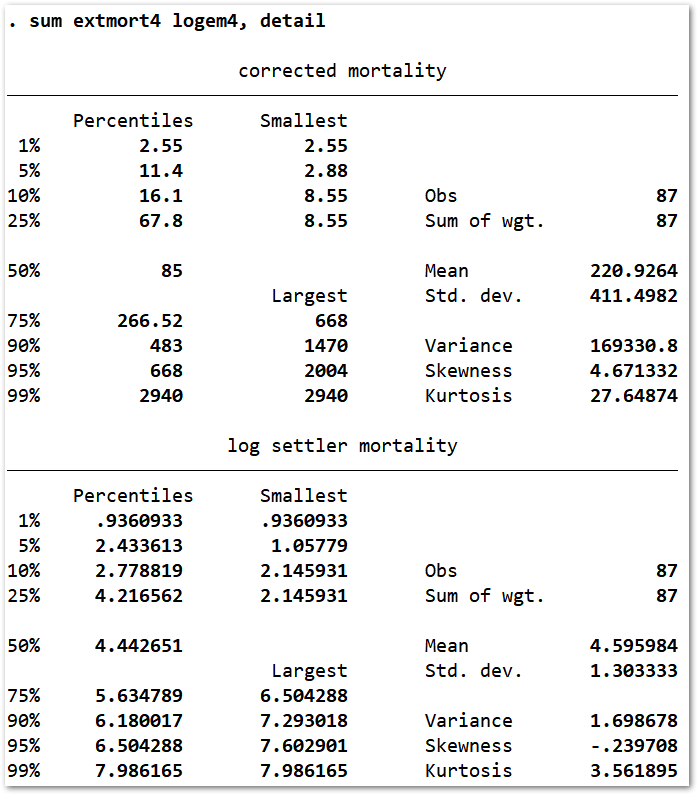 . sum extmort4 logem4, detail
corrected mortality
Percentiles Smallest
1% 2.55 2.55
5% 11.4 2.88
10% 16.1 8.55 Obs 87
25% 67.8 8.55 Sum of wgt. 87
50% 85 Mean 220.9264
Largest Std. dev. 411.4982
75% 266.52 668
90% 483 1470 Variance 169330.8
95% 668 2004 Skewness 4.671332
99% 2940 2940 Kurtosis 27.64874
log settler mortality
Percentiles Smallest
1% .9360933 .9360933
5% 2.433613 1.05779
10% 2.778819 2.145931 Obs 87
25% 4.216562 2.145931 Sum of wgt. 87
50% 4.442651 Mean 4.595984
Largest Std. dev. 1.303333
75% 5.634789 6.504288
90% 6.180017 7.293018 Variance 1.698678
95% 6.504288 7.602901 Skewness -.239708
99% 7.986165 7.986165 Kurtosis 3.561895